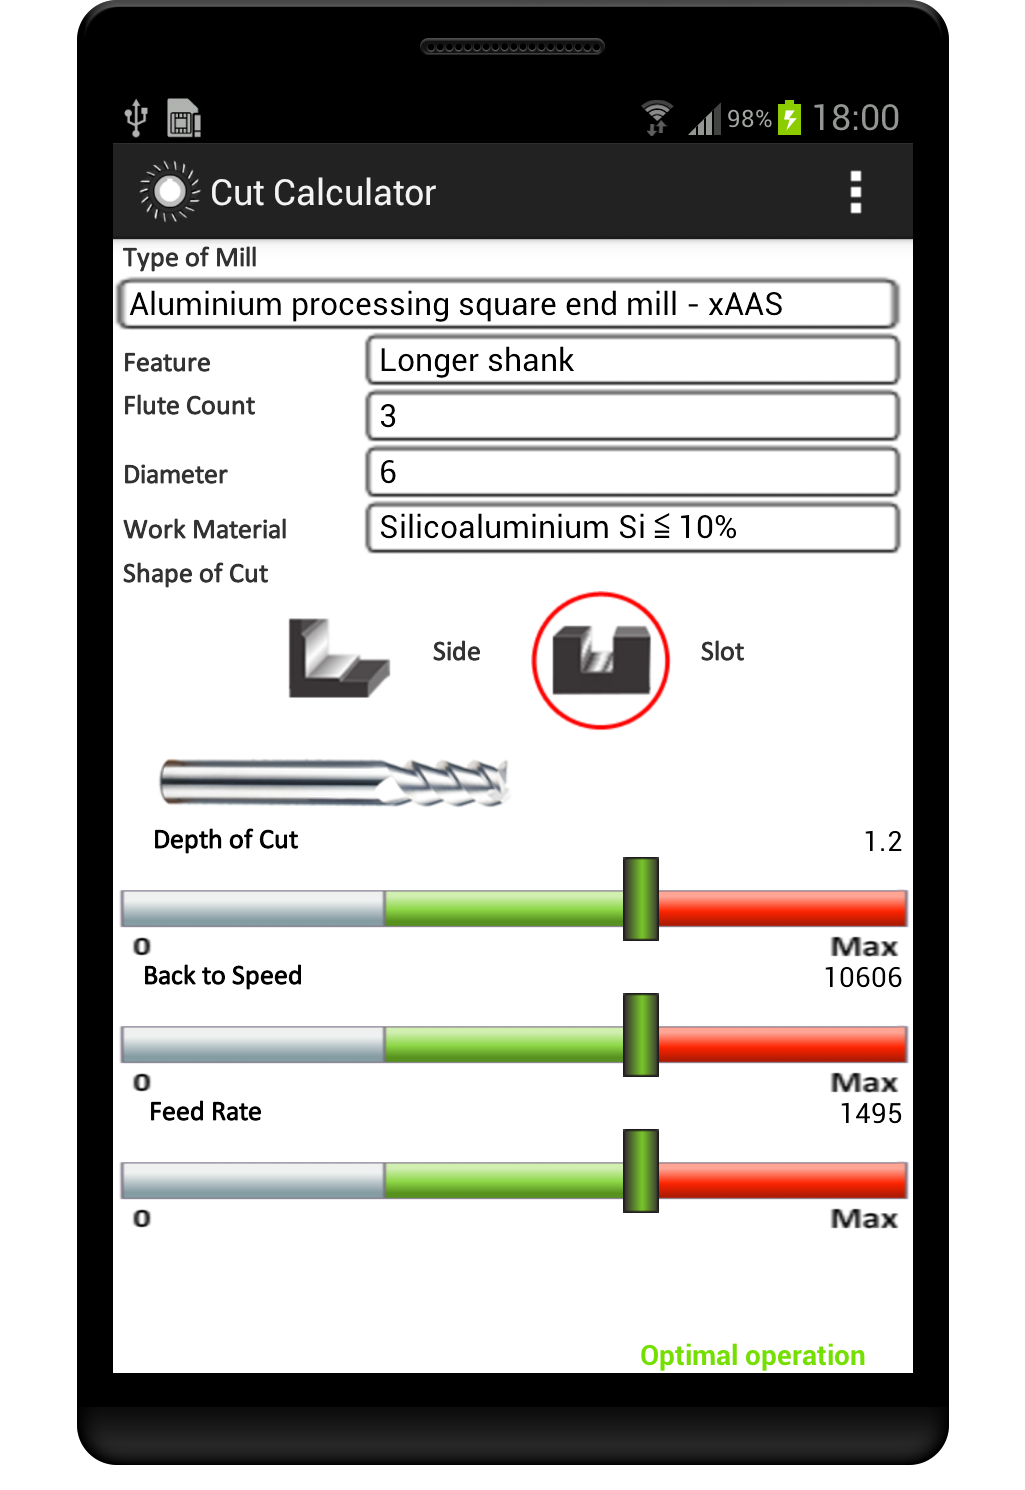 98% 18:00
Cut Calculator
Type of Mill
Aluminium processing square end mill - xAAS
Feature Longer shank
Flute Count 3
Diameter 6
Work Material Silicoaluminium Si ≦ 10%
Shape of Cut
Side Slot
Depth of Cut 1.2
0 Max
Back to Speed 10606
0 Max
Feed Rate 1495
0 Max
Optimal operation